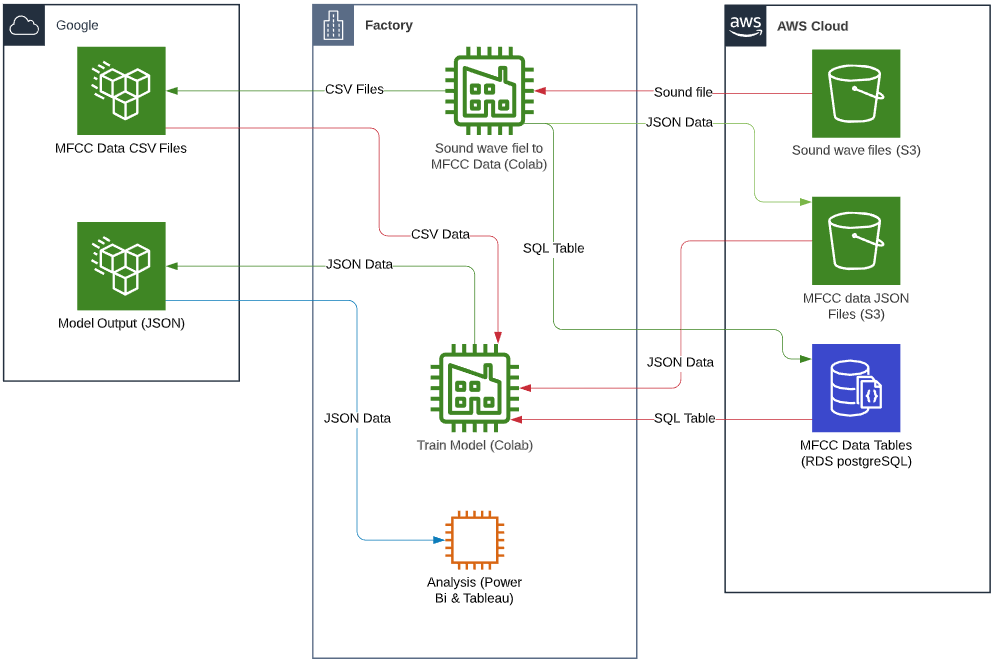 Google
MFCC Data CSV Files
Model Output (JSON)
Factory
CSV Files
Sound wave fiel to
MFCC Data (Colab)
CSV Data
SQL Table
JSON Data
Train Model (Colab)
JSON Data
Analysis (Power
Bi & Tableau)
Sound file
JSON Data
JSON Data
SQL Table
aws
AWS Cloud
Sound wave files (S3)
MFCC data JSON
Files (S3)
MFCC Data Tables
(RDS postgreSQL)